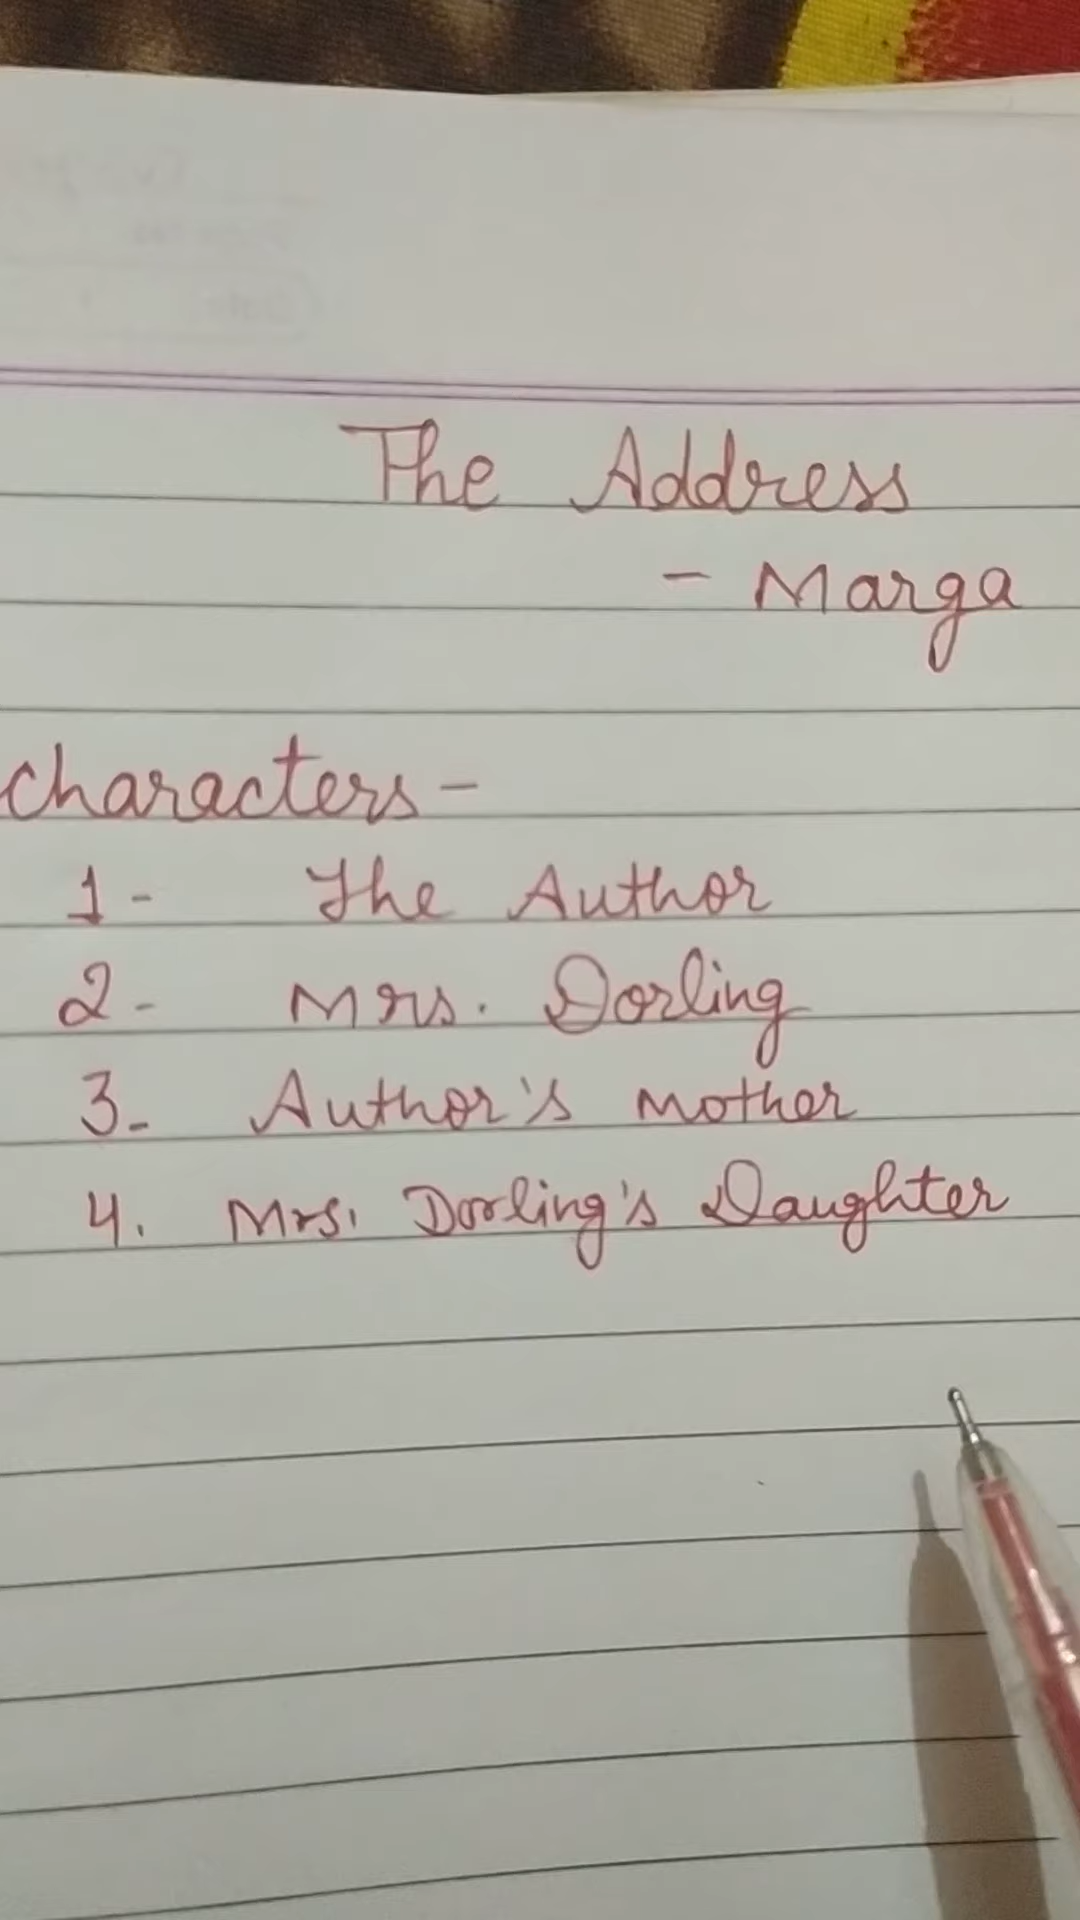 The Address
- Marga
characters -
1- The Author
2- Mrs. Dorling
3- Author's mother
4. Mrs. Dorling's Daughter